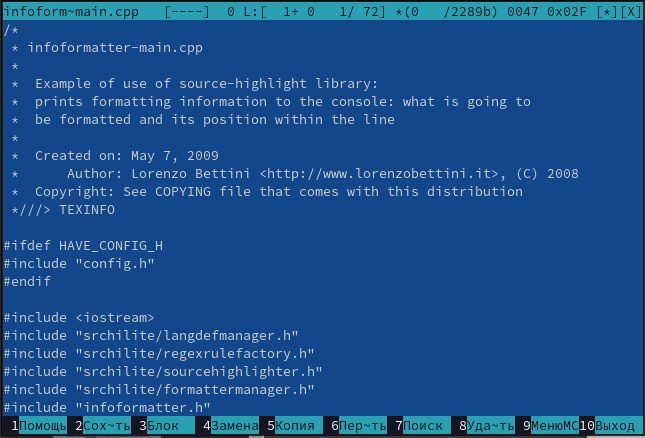 infoform~main.cpp   [----]  0 L:[  1+ 0   1/ 72] *(0   /2289b) 0047 0x02F [*][X]
/*
 * infoformatter-main.cpp
 *
 *  Example of use of source-highlight library:
 *  prints formatting information to the console: what is going to
 *  be formatted and its position within the line
 *
 *  Created on: May 7, 2009
 *      Author: Lorenzo Bettini <http://www.lorenzobettini.it>, (C) 2008
 *  Copyright: See COPYING file that comes with this distribution
 *///> TEXINFO
#ifdef HAVE_CONFIG_H
#include "config.h"
#endif
#include <iostream>
#include "srchilite/langdefmanager.h"
#include "srchilite/regexrulefactory.h"
#include "srchilite/sourcehighlighter.h"
#include "srchilite/formattermanager.h"
#include "infoformatter.h"
1Помощь 2Сох~ть 3Блок 4Замена 5Копия 6Пер~ть 7Поиск 8Уда~ть 9МенюMC 10Выход